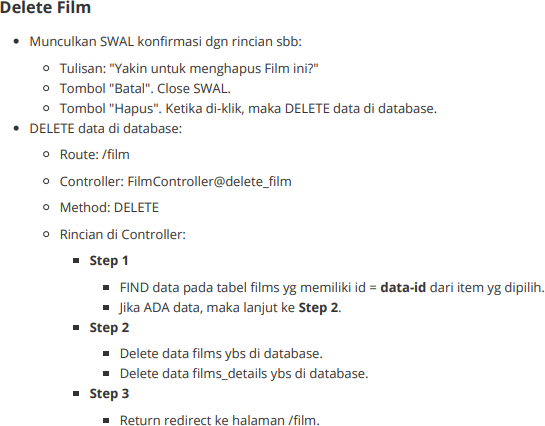 Delete Film
Munculkan SWAL konfirmasi dgn rincian sbb:
Tulisan: "Yakin untuk menghapus Film ini?"
Tombol "Batal". Close SWAL.
Tombol "Hapus". Ketika di-klik, maka DELETE data di database.
DELETE data di database:
Route: /film
Controller: FilmController@delete_film
Method: DELETE
Rincian di Controller:
Step 1
FIND data pada tabel films yg memiliki id = data-id dari item yg dipilih.
Jika ADA data, maka lanjut ke Step 2.
Step 2
Delete data films ybs di database.
Delete data films_details ybs di database.
Step 3
Return redirect ke halaman /film.